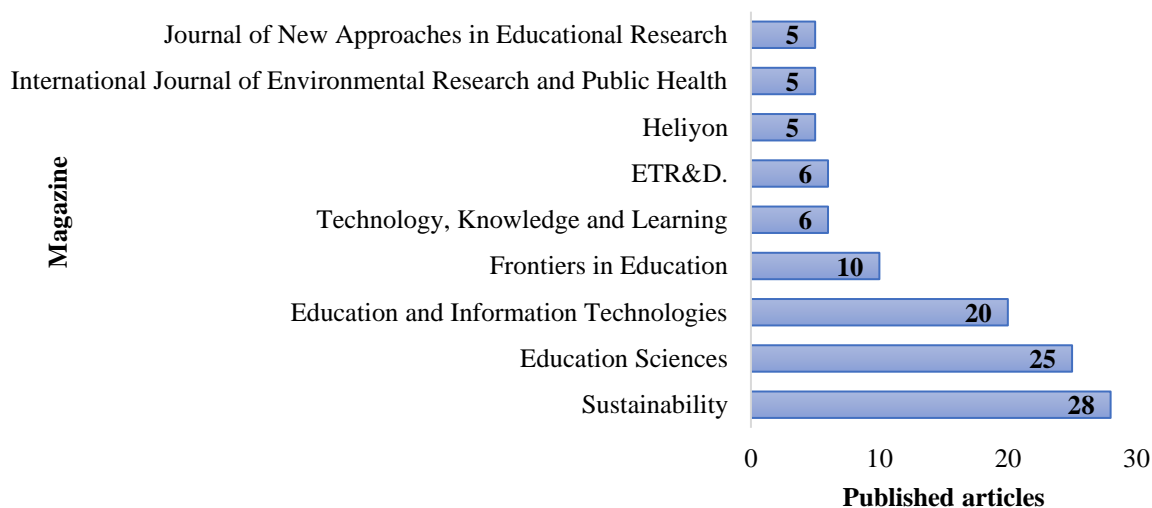 Journal of New Approaches in Educational Research 5
International Journal of Environmental Research and Public Health 5
Heliyon 5
ETR&D. 6
Technology, Knowledge and Learning 6
Frontiers in Education 10
Education and Information Technologies 20
Education Sciences 25
Sustainability 28
Magazine
0 10 20 30
Published articles